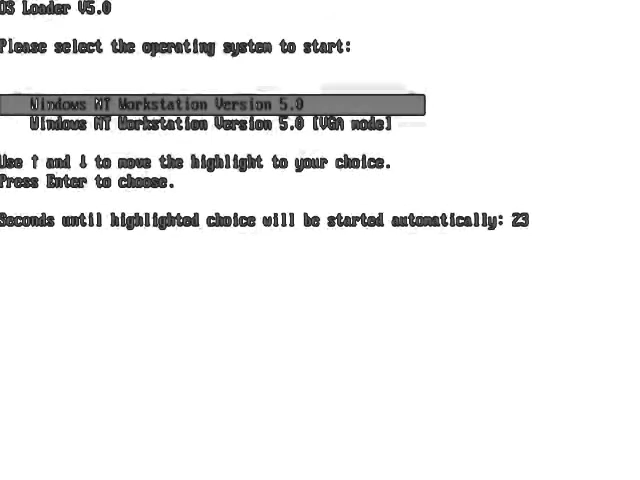 OS Loader V5.0
Please select the operating system to start:
Windows NT Workstation Version 5.0
Windows NT Workstation Version 5.0 [VGA mode]
Use ↑ and ↓ to move the highlight to your choice.
Press Enter to choose.
Seconds until highlighted choice will be started automatically: 23